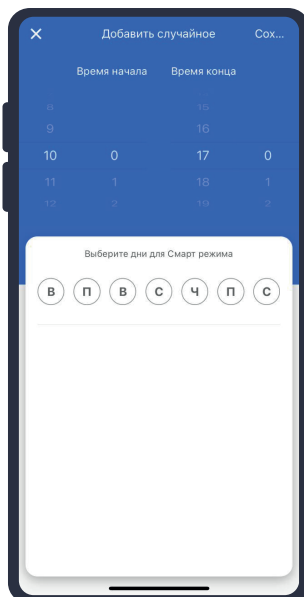 Добавить случайное Сох...
Время начала Время конца
8 15
9 16
10 0 17 0
11 1 18 1
12 2 19 2
Выберите дни для Смарт режима
В П В С Ч П С